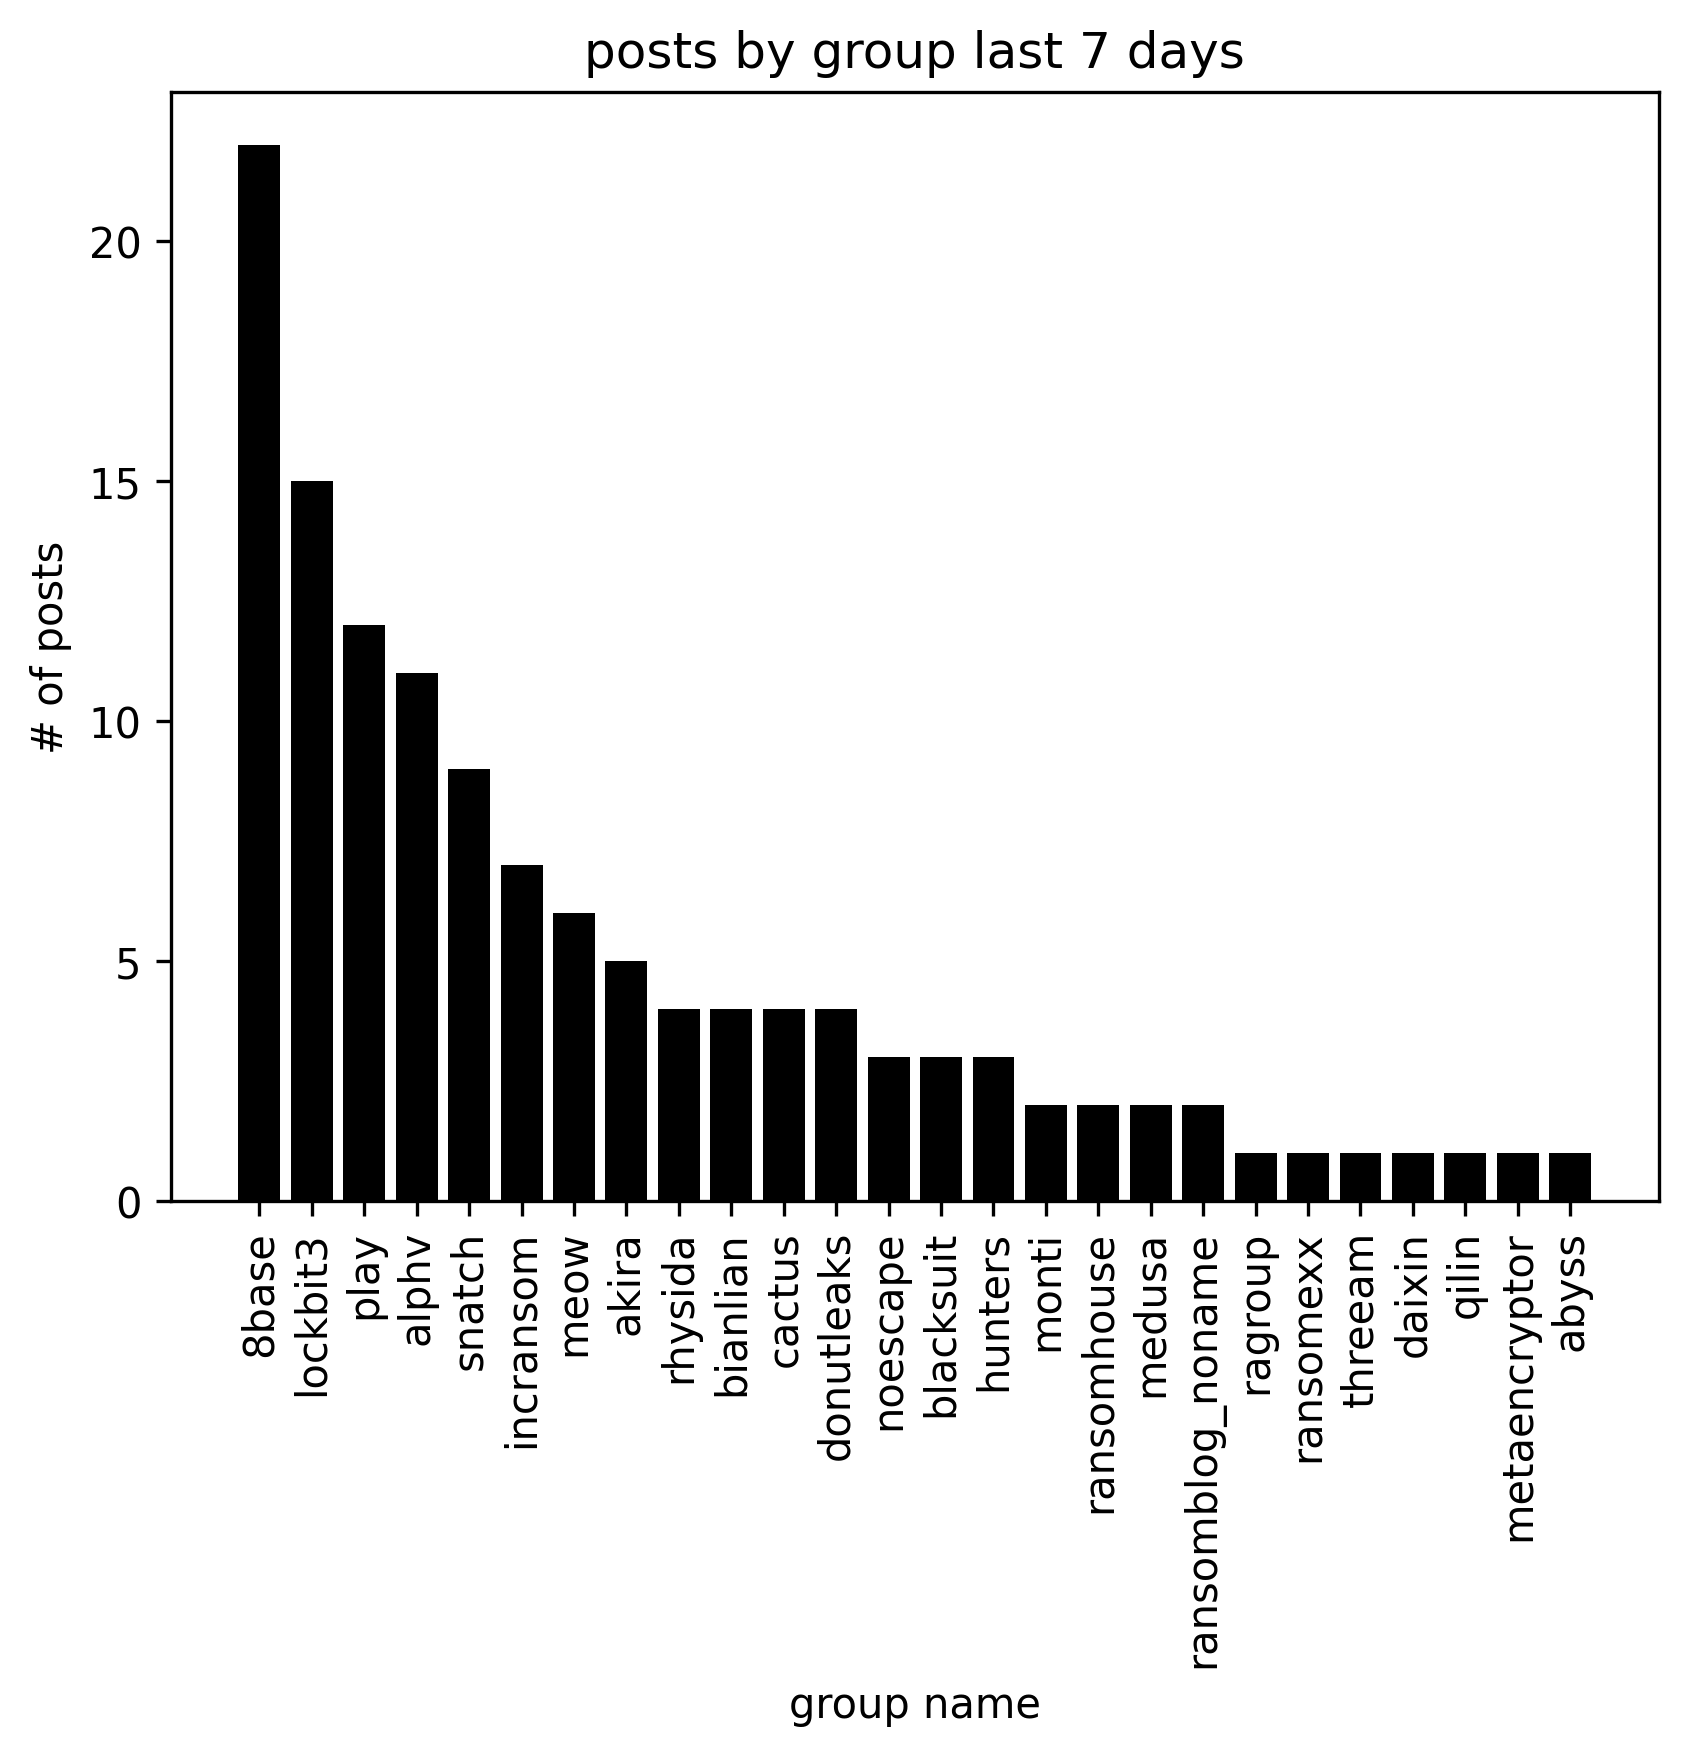 posts by group last 7 days
# of posts
20
15
10
5
0
8base
lockbit3
play
alphv
snatch
incransom
meow
akira
rhysida
bianlian
cactus
donutleaks
noescape
blacksuit
hunters
monti
ransomhouse
medusa
ransomblog_noname
ragroup
ransomexx
threeam
daixin
qilin
metaencryptor
abyss
group name